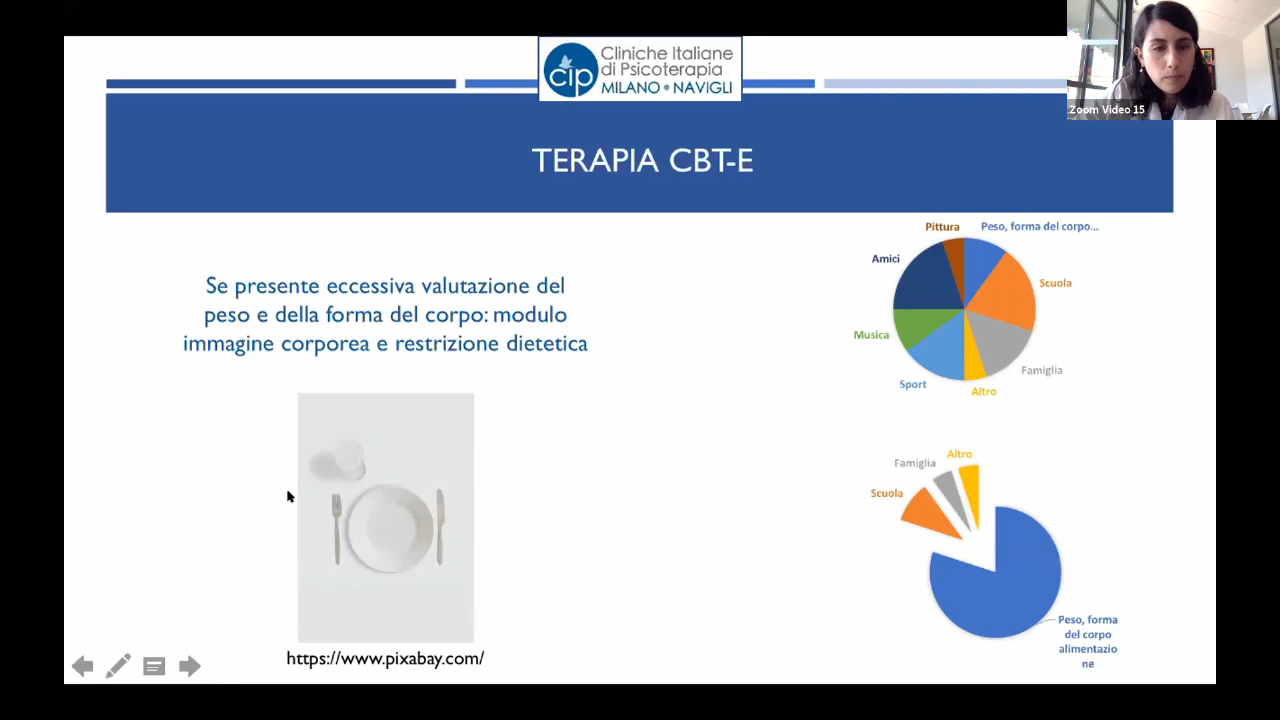 cip
Cliniche Italiane
di Psicoterapia
MILANO • NAVIGLI
Zoom Video 15
TERAPIA CBT-E
Se presente eccessiva valutazione del
peso e della forma del corpo: modulo
immagine corporea e restrizione dietetica
https://www.pixabay.com/
Pittura
Peso, forma del corpo...
Amici
Scuola
Musica
Famiglia
Sport
Altro
Altro
Famiglia
Scuola
Peso, forma
del corpo
alimentazio
ne